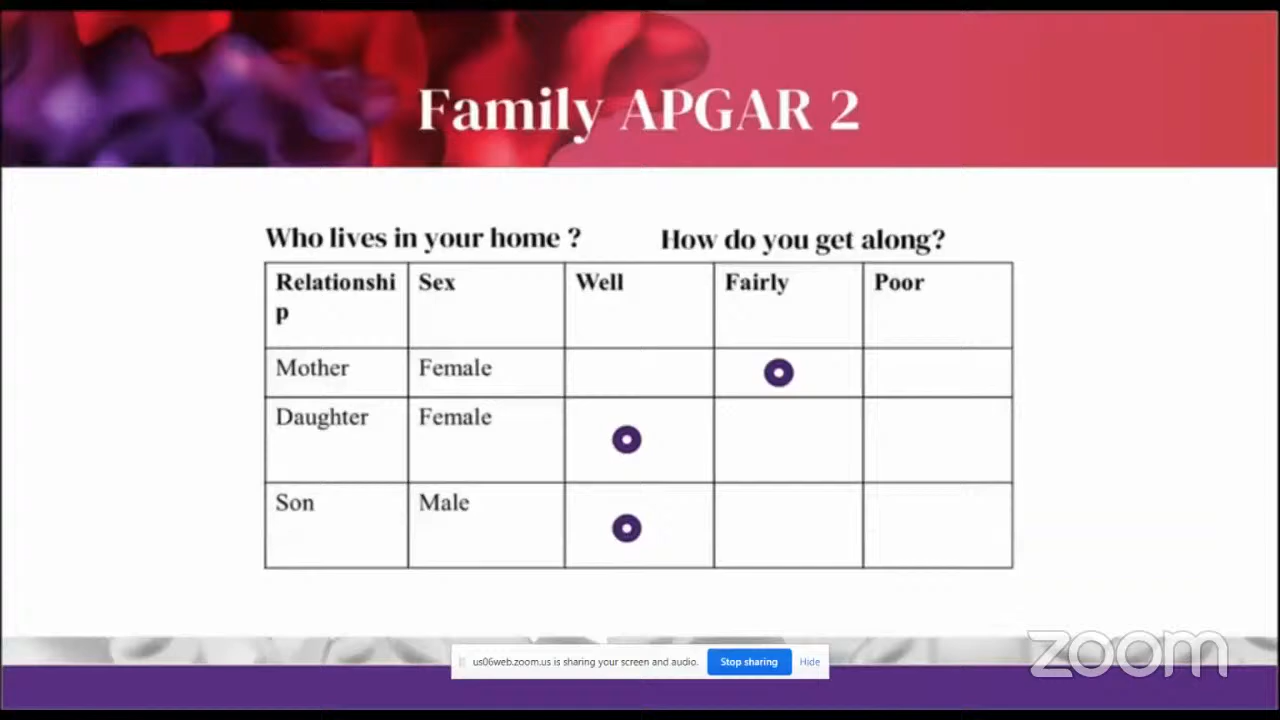 Family APGAR 2
Who lives in your home ? How do you get along?
Relationshi Sex Well Fairly Poor
p
Mother Female
Daughter Female
Son Male
us06web.zoom.us is sharing your screen and audio. Stop sharing Hide
zoom